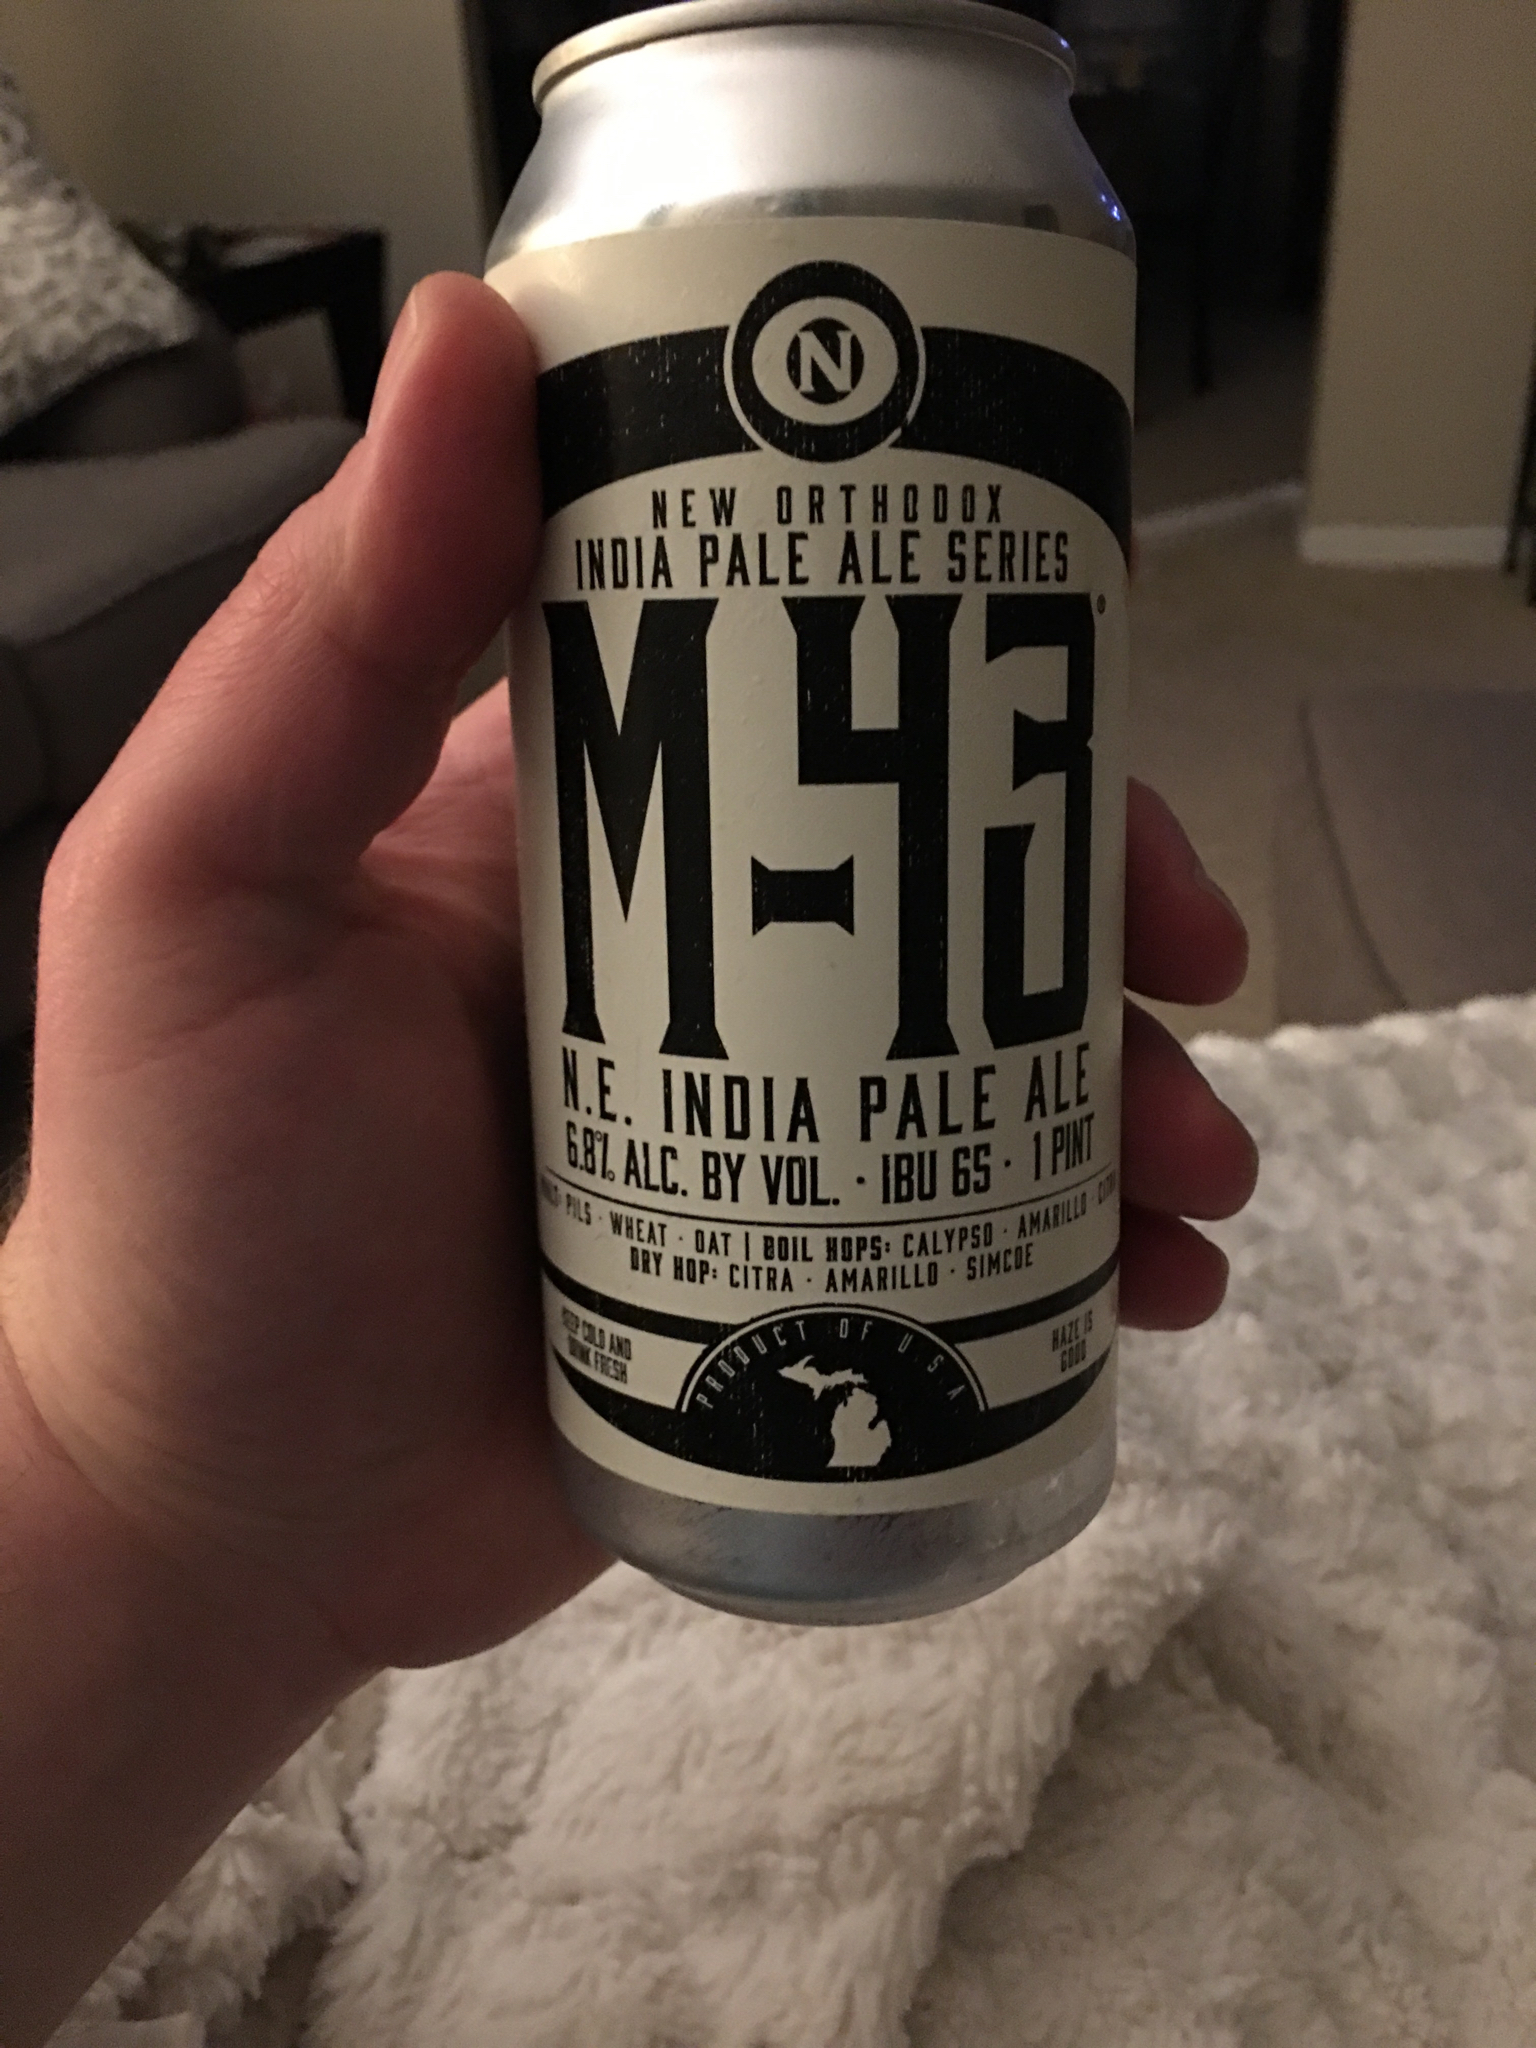 N
NEW ORTHODOX
INDIA PALE ALE SERIES
M-43®
N.E. INDIA PALE ALE
6.8% ALC. BY VOL. · IBU 65 · 1 PINT
PILS · WHEAT · OAT | BOIL HOPS: CALYPSO · AMARILLO ·
DRY HOP: CITRA · AMARILLO · SIMCOE
KEEP COLD AND
DRINK FRESH
PRODUCT OF U.S.A
HAZE IS
GOOD